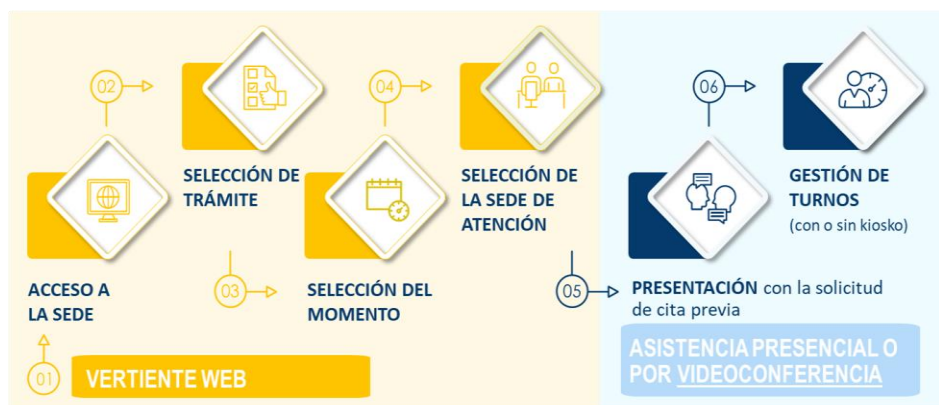 01
ACCESO A
LA SEDE
02
SELECCIÓN DE
TRÁMITE
03
SELECCIÓN DEL
MOMENTO
04
SELECCIÓN DE
LA SEDE DE
ATENCIÓN
05
PRESENTACIÓN con la solicitud
de cita previa
06
GESTIÓN DE
TURNOS
(con o sin kiosko)
VERTIENTE WEB
ASISTENCIA PRESENCIAL O
POR VIDEOCONFERENCIA